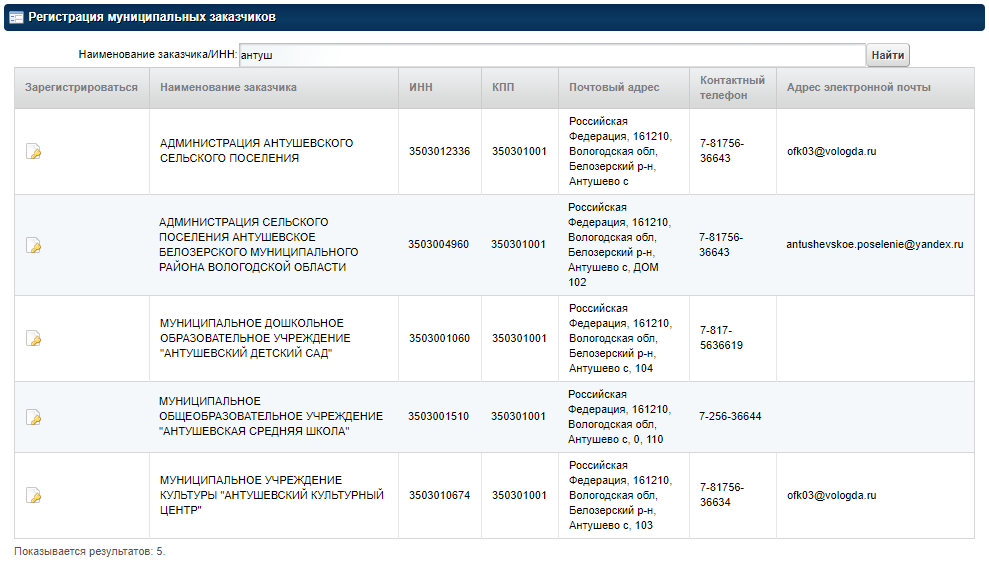 Регистрация муниципальных заказчиков
Наименование заказчика/ИНН: антуш Найти
Зарегистрироваться Наименование заказчика ИНН КПП Почтовый адрес Контактный телефон Адрес электронной почты
АДМИНИСТРАЦИЯ АНТУШЕВСКОГО
СЕЛЬСКОГО ПОСЕЛЕНИЯ
3503012336
350301001
Российская
Федерация, 161210,
Вологодская обл,
Белозерский р-н,
Антушево с
7-81756-
36643
ofk03@vologda.ru
АДМИНИСТРАЦИЯ СЕЛЬСКОГО
ПОСЕЛЕНИЯ АНТУШЕВСКОЕ
БЕЛОЗЕРСКОГО МУНИЦИПАЛЬНОГО
РАЙОНА ВОЛОГОДСКОЙ ОБЛАСТИ
3503004960
350301001
Российская
Федерация, 161210,
Вологодская обл,
Белозерский р-н,
Антушево с, ДОМ
102
7-81756-
36643
antushevskoe.poselenie@yandex.ru
МУНИЦИПАЛЬНОЕ ДОШКОЛЬНОЕ
ОБРАЗОВАТЕЛЬНОЕ УЧРЕЖДЕНИЕ
"АНТУШЕВСКИЙ ДЕТСКИЙ САД"
3503001060
350301001
Российская
Федерация, 161210,
Вологодская обл,
Белозерский р-н,
Антушево с, 104
7-817-
5636619
МУНИЦИПАЛЬНОЕ
ОБЩЕОБРАЗОВАТЕЛЬНОЕ УЧРЕЖДЕНИЕ
"АНТУШЕВСКАЯ СРЕДНЯЯ ШКОЛА"
3503001510
350301001
Российская
Федерация, 161210,
Вологодская обл,
Антушево с, 0, 110
7-256-36644
МУНИЦИПАЛЬНОЕ УЧРЕЖДЕНИЕ
КУЛЬТУРЫ "АНТУШЕВСКИЙ КУЛЬТУРНЫЙ
ЦЕНТР"
3503010674
350301001
Российская
Федерация, 161210,
Вологодская обл,
Белозерский р-н,
Антушево с, 103
7-81756-
36634
ofk03@vologda.ru
Показывается результатов: 5.